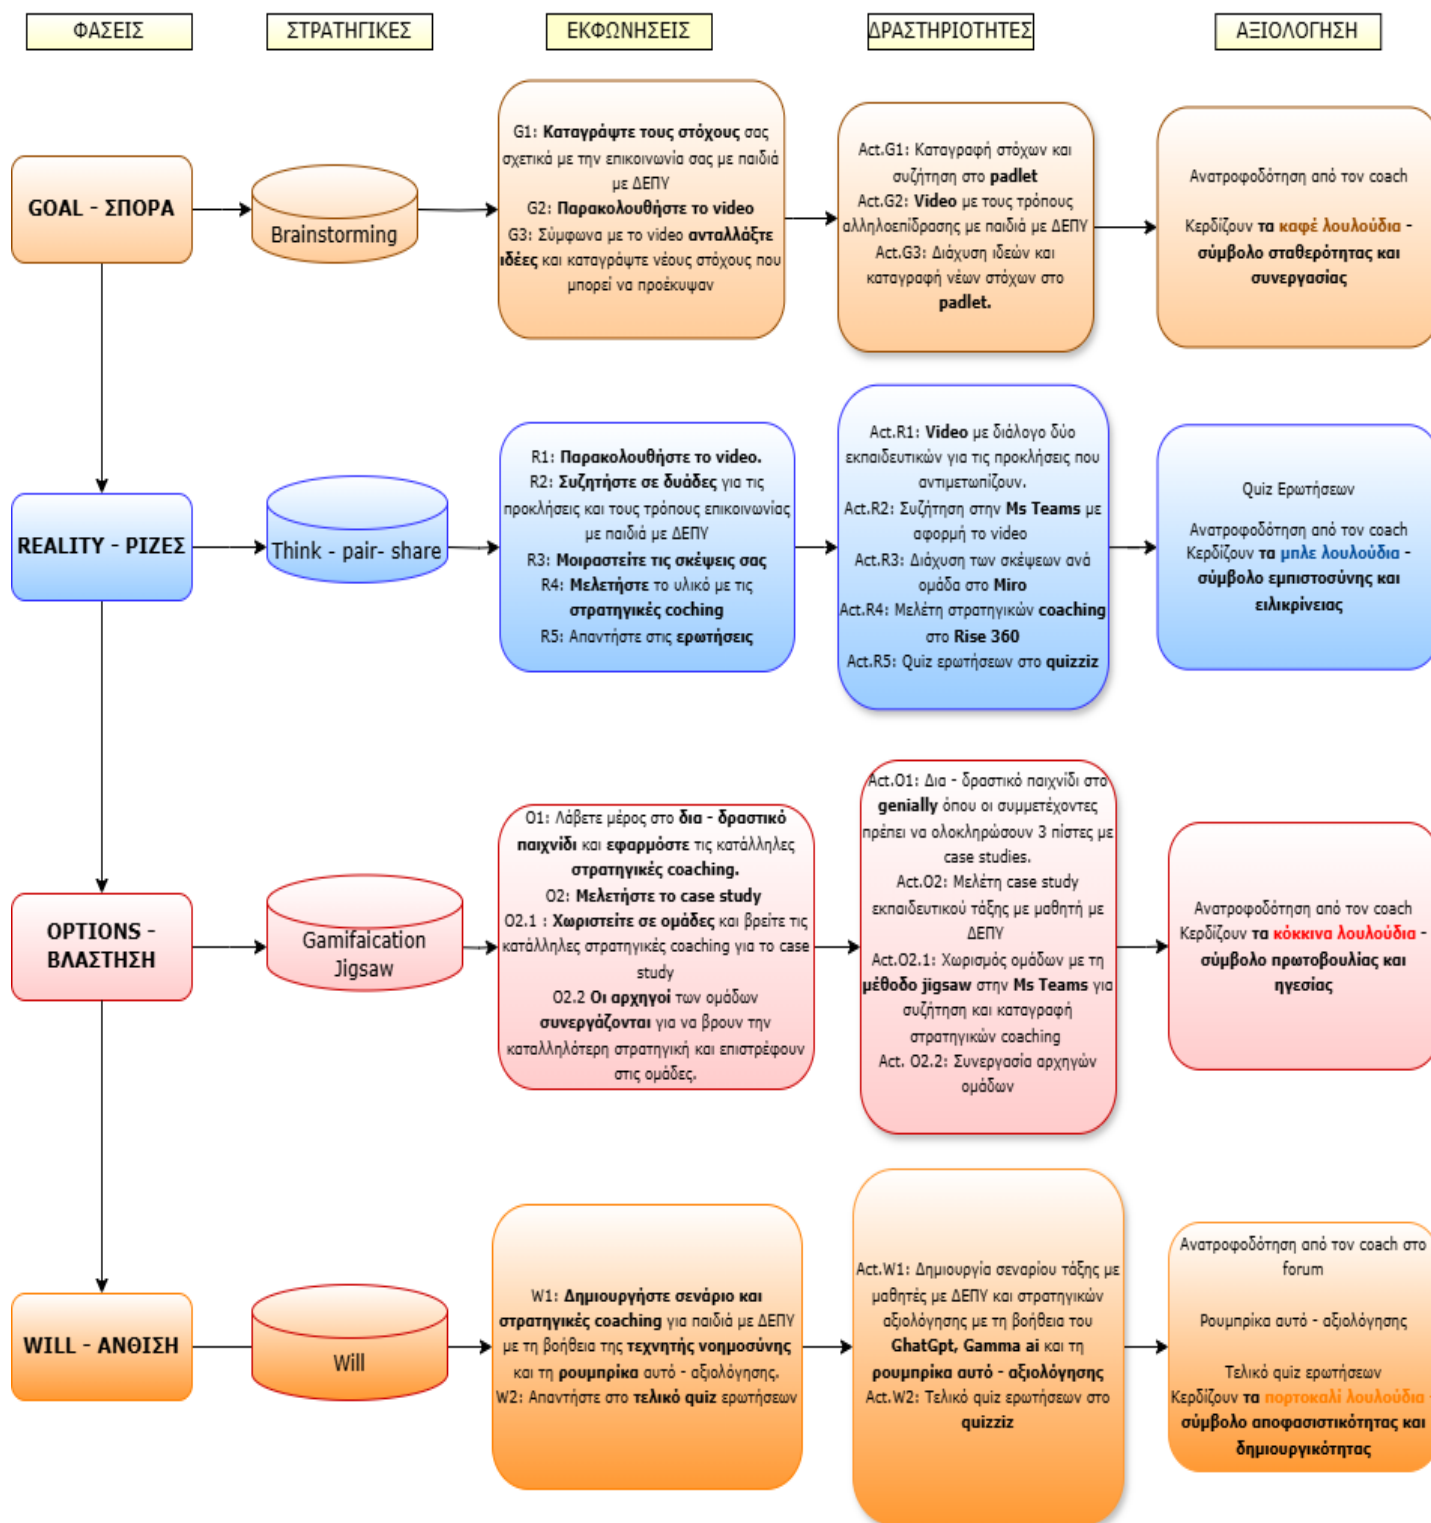 ΦΑΣΕΙΣ
ΣΤΡΑΤΗΓΙΚΕΣ
ΕΚΦΩΝΗΣΕΙΣ
ΔΡΑΣΤΗΡΙΟΤΗΤΕΣ
ΑΞΙΟΛΟΓΗΣΗ
GOAL - ΣΠΟΡΑ
Brainstorming
G1: Καταγράψτε τους στόχους σας
σχετικά με την επικοινωνία σας με παιδιά
με ΔΕΠΥ
G2: Παρακολουθήστε το video
G3: Σύμφωνα με το video ανταλλάξτε
ιδέες και καταγράψτε νέους στόχους που
μπορεί να προέκυψαν
Act.G1: Καταγραφή στόχων και
συζήτηση στο padlet
Act.G2: Video με τους τρόπους
αλληλοεπίδρασης με παιδιά με ΔΕΠΥ
Act.G3: Διάχυση ιδεών και
καταγραφή νέων στόχων στο
padlet.
Ανατροφοδότηση από τον coach
Κερδίζουν τα καφέ λουλούδια -
σύμβολο σταθερότητας και
συνεργασίας
REALITY - ΡΙΖΕΣ
Think - pair- share
R1: Παρακολουθήστε το video.
R2: Συζητήστε σε δυάδες για τις
προκλήσεις και τους τρόπους επικοινωνίας
με παιδιά με ΔΕΠΥ
R3: Μοιραστείτε τις σκέψεις σας
R4: Μελετήστε το υλικό με τις
στρατηγικές coching
R5: Απαντήστε στις ερωτήσεις
Act.R1: Video με διάλογο δύο
εκπαιδευτικών για τις προκλήσεις που
αντιμετωπίζουν.
Act.R2: Συζήτηση στην Ms Teams με
αφορμή το video
Act.R3: Διάχυση των σκέψεων ανά
ομάδα στο Miro
Act.R4: Μελέτη στρατηγικών coaching
στο Rise 360
Act.R5: Quiz ερωτήσεων στο quizziz
Quiz Ερωτήσεων
Ανατροφοδότηση από τον coach
Κερδίζουν τα μπλε λουλούδια -
σύμβολο εμπιστοσύνης και
ειλικρίνειας
OPTIONS -
ΒΛΑΣΤΗΣΗ
Gamifaication
Jigsaw
O1: Λάβετε μέρος στο δια - δραστικό
παιχνίδι και εφαρμόστε τις κατάλληλες
στρατηγικές coaching.
O2: Μελετήστε το case study
O2.1 : Χωριστείτε σε ομάδες και βρείτε τις
κατάλληλες στρατηγικές coaching για το case
study
O2.2 Οι αρχηγοί των ομάδων
συνεργάζονται για να βρουν την
καταλληλότερη στρατηγική και επιστρέφουν
στις ομάδες.
Act.O1: Δια - δραστικό παιχνίδι στο
genially όπου οι συμμετέχοντες
πρέπει να ολοκληρώσουν 3 πίστες με
case studies.
Act.O2: Μελέτη case study
εκπαιδευτικού τάξης με μαθητή με
ΔΕΠΥ
Act.O2.1: Χωρισμός ομάδων με τη
μέθοδο jigsaw στην Ms Teams για
συζήτηση και καταγραφή
στρατηγικών coaching
Act. O2.2: Συνεργασία αρχηγών
ομάδων
Ανατροφοδότηση από τον coach
Κερδίζουν τα κόκκινα λουλούδια -
σύμβολο πρωτοβουλίας και
ηγεσίας
WILL - ΑΝΘΙΣΗ
Will
W1: Δημιουργήστε σενάριο και
στρατηγικές coaching για παιδιά με ΔΕΠΥ
με τη βοήθεια της τεχνητής νοημοσύνης
και τη ρουμπρίκα αυτό - αξιολόγησης.
W2: Απαντήστε στο τελικό quiz ερωτήσεων
Act.W1: Δημιουργία σεναρίου τάξης με
μαθητές με ΔΕΠΥ και στρατηγικών
αξιολόγησης με τη βοήθεια του
GhatGpt, Gamma ai και τη
ρουμπρίκα αυτό - αξιολόγησης
Act.W2: Τελικό quiz ερωτήσεων στο
quizziz
Ανατροφοδότηση από τον coach στο
forum
Ρουμπρίκα αυτό - αξιολόγησης
Τελικό quiz ερωτήσεων
Κερδίζουν τα πορτοκαλί λουλούδια -
σύμβολο αποφασιστικότητας και
δημιουργικότητας